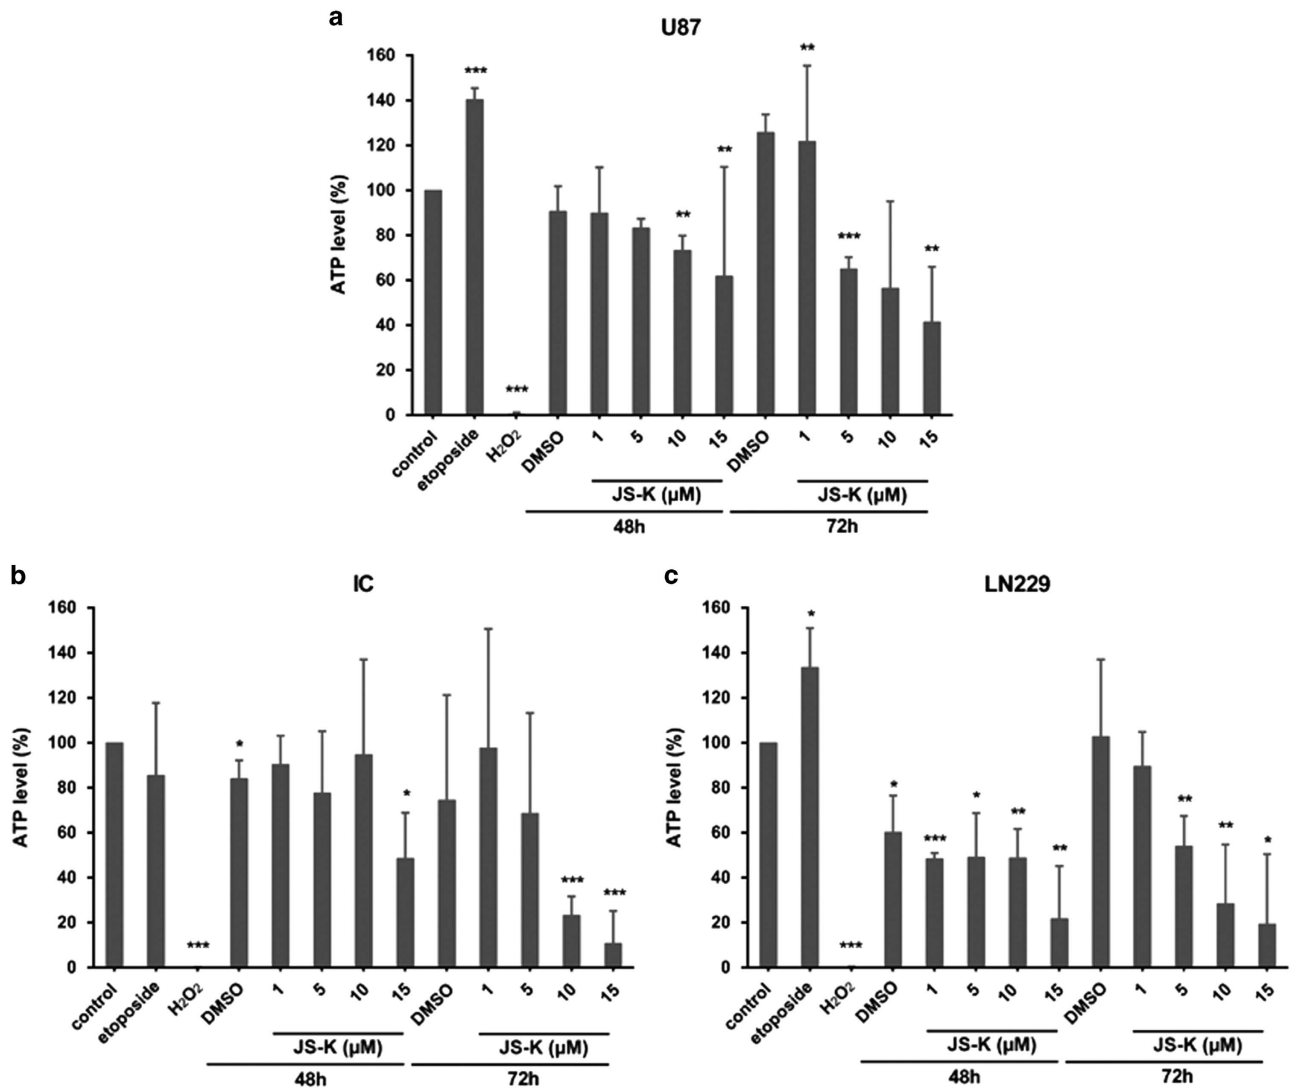 a
U87
ATP level (%)
160
140
120
100
80
60
40
20
0
***
***
**
**
**
***
**
control
etoposide
H2O2
DMSO
1
5
10
15
DMSO
1
5
10
15
JS-K (µM)
JS-K (µM)
48h
72h
b
IC
ATP level (%)
160
140
120
100
80
60
40
20
0
***
*
*
***
***
control
etoposide
H2O2
DMSO
1
5
10
15
DMSO
1
5
10
15
JS-K (µM)
JS-K (µM)
48h
72h
c
LN229
ATP level (%)
160
140
120
100
80
60
40
20
0
*
***
*
***
*
**
**
**
**
*
control
etoposide
H2O2
DMSO
1
5
10
15
DMSO
1
5
10
15
JS-K (µM)
JS-K (µM)
48h
72h